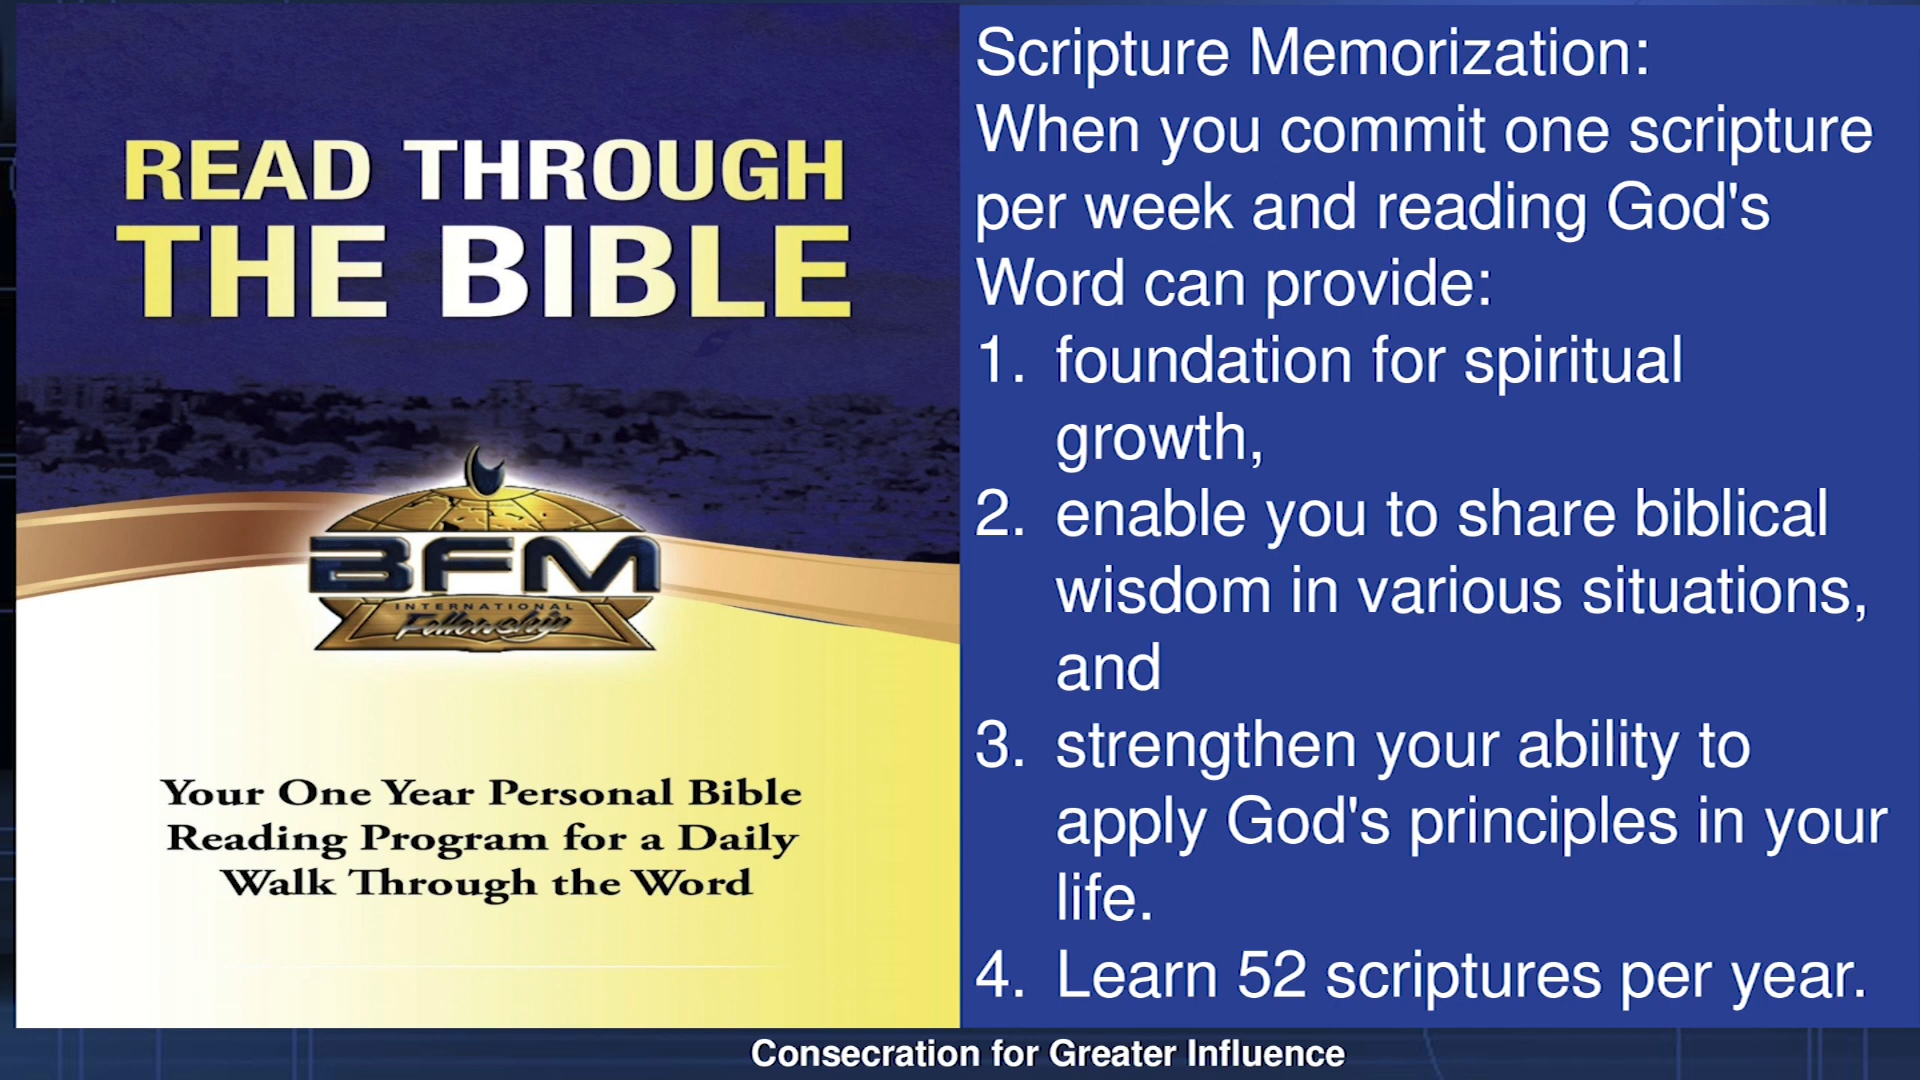 READ THROUGH
THE BIBLE
BFM
INTERNATIONAL
Fellowship
Your One Year Personal Bible
Reading Program for a Daily
Walk Through the Word
Scripture Memorization:
When you commit one scripture
per week and reading God's
Word can provide:
1. foundation for spiritual
growth,
2. enable you to share biblical
wisdom in various situations,
and
3. strengthen your ability to
apply God's principles in your
life.
4. Learn 52 scriptures per year.
Consecration for Greater Influence